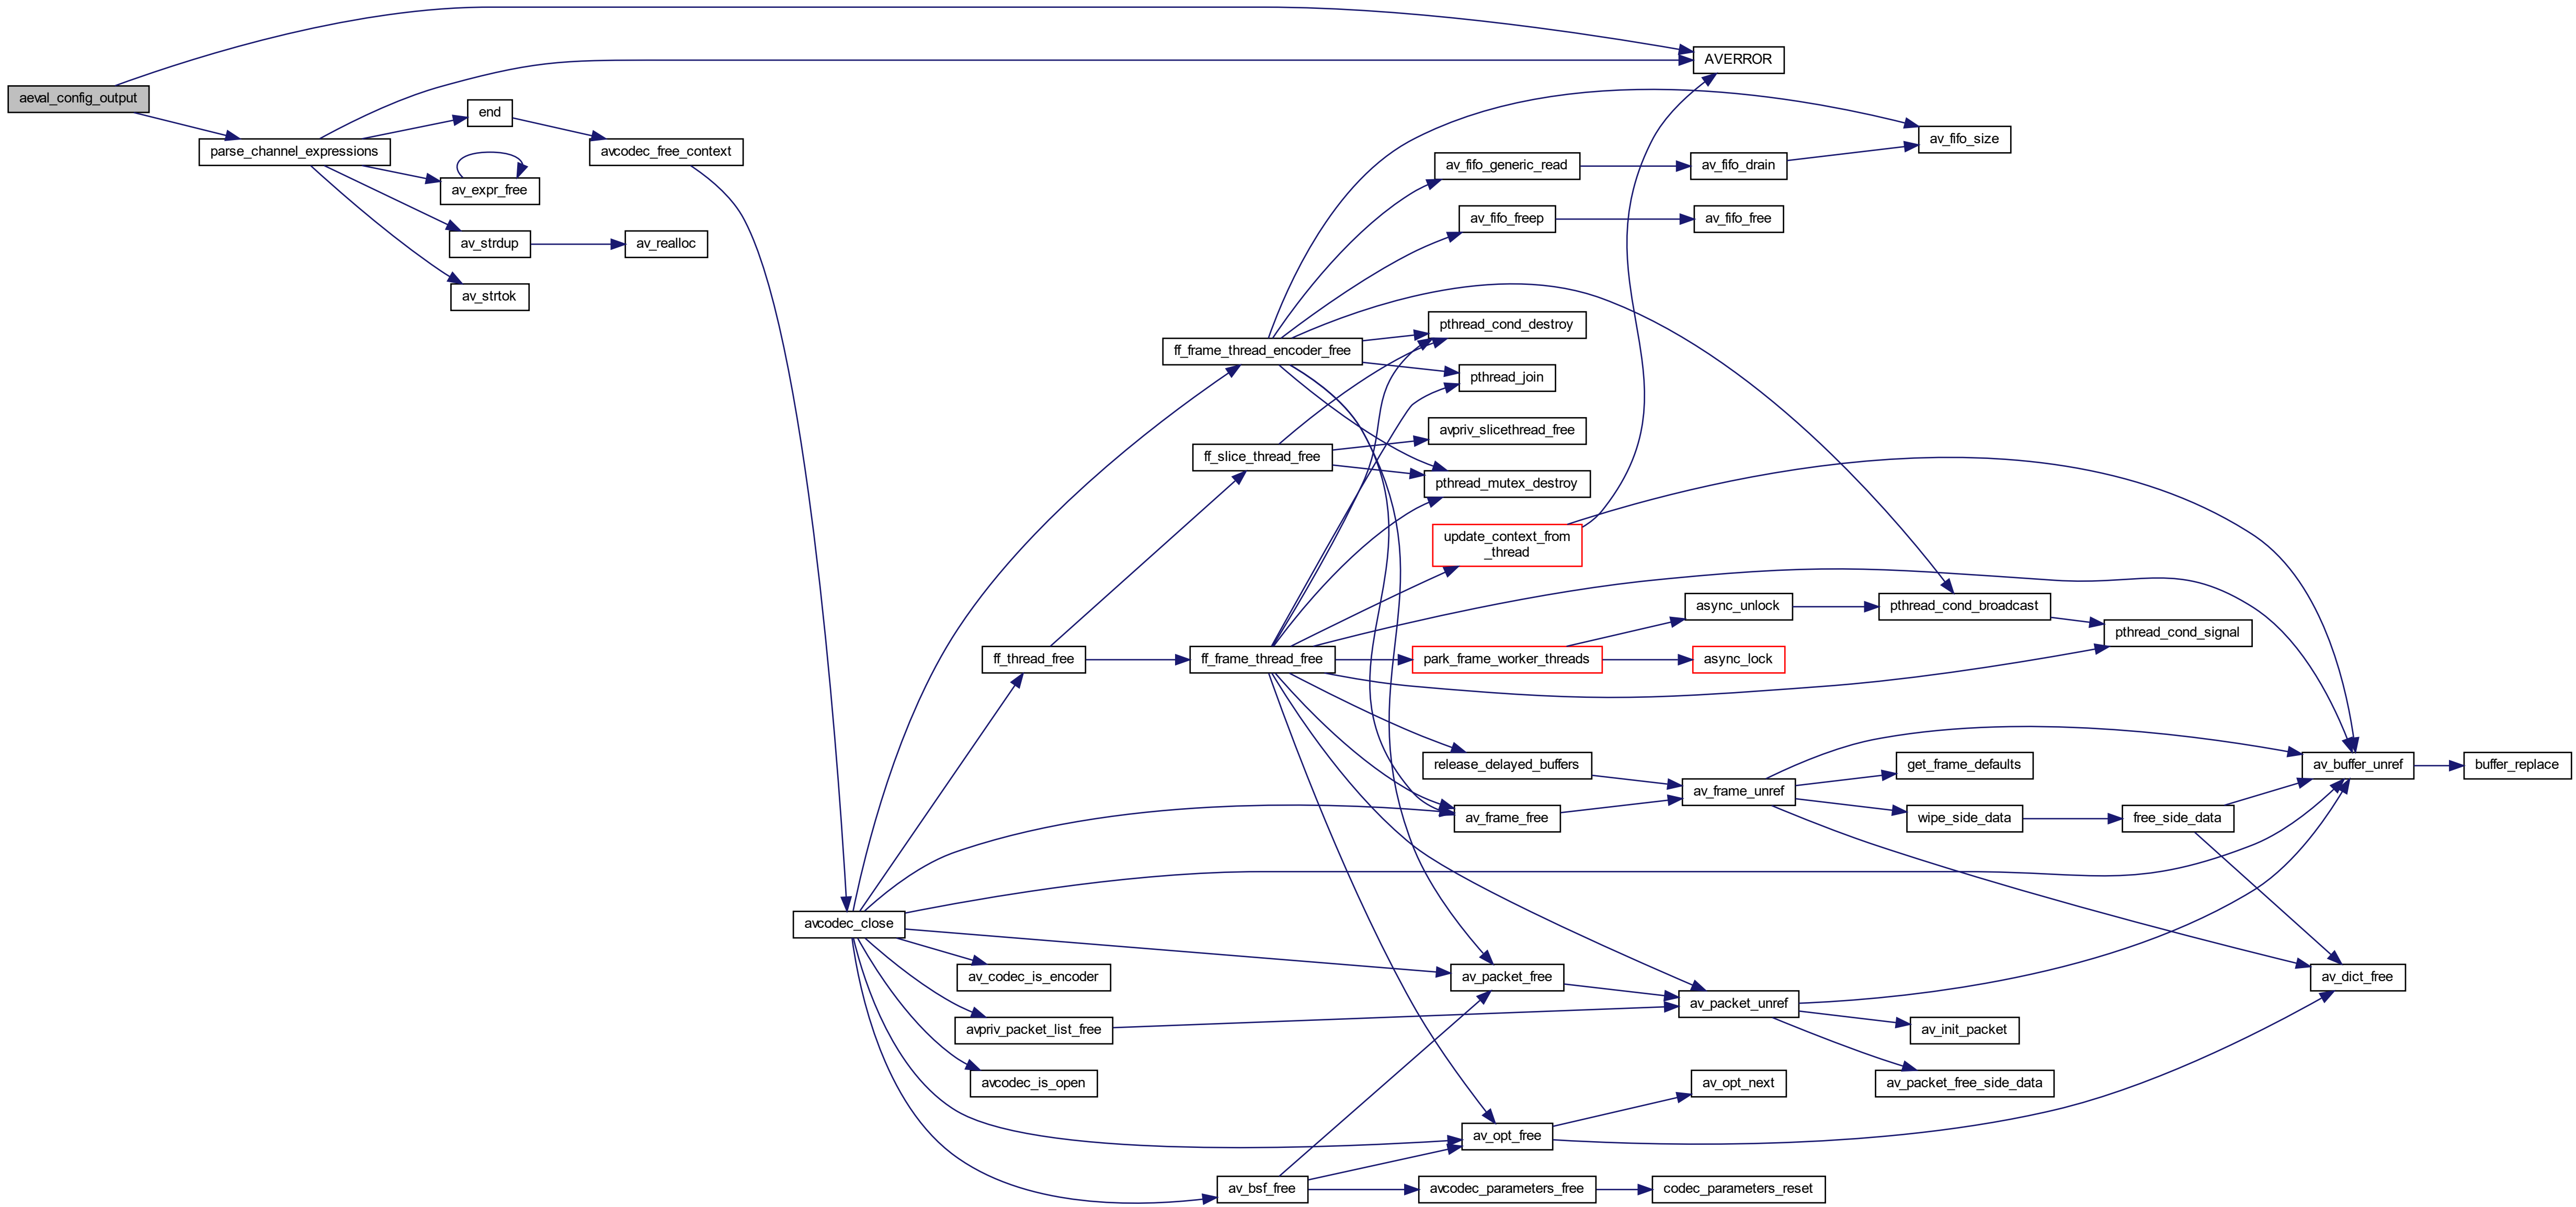 aeval_config_output
parse_channel_expressions
AVERROR
end
av_expr_free
av_strdup
av_strtok
avcodec_free_context
av_realloc
avcodec_close
ff_frame_thread_encoder_free
ff_slice_thread_free
ff_thread_free
ff_frame_thread_free
av_codec_is_encoder
avpriv_packet_list_free
avcodec_is_open
av_bsf_free
av_fifo_generic_read
av_fifo_freep
pthread_cond_destroy
pthread_join
avpriv_slicethread_free
pthread_mutex_destroy
update_context_from
_thread
park_frame_worker_threads
release_delayed_buffers
av_frame_free
av_packet_free
av_opt_free
avcodec_parameters_free
av_fifo_drain
av_fifo_free
async_unlock
async_lock
av_frame_unref
av_packet_unref
av_opt_next
codec_parameters_reset
av_fifo_size
pthread_cond_broadcast
get_frame_defaults
wipe_side_data
av_init_packet
av_packet_free_side_data
pthread_cond_signal
free_side_data
av_buffer_unref
av_dict_free
buffer_replace